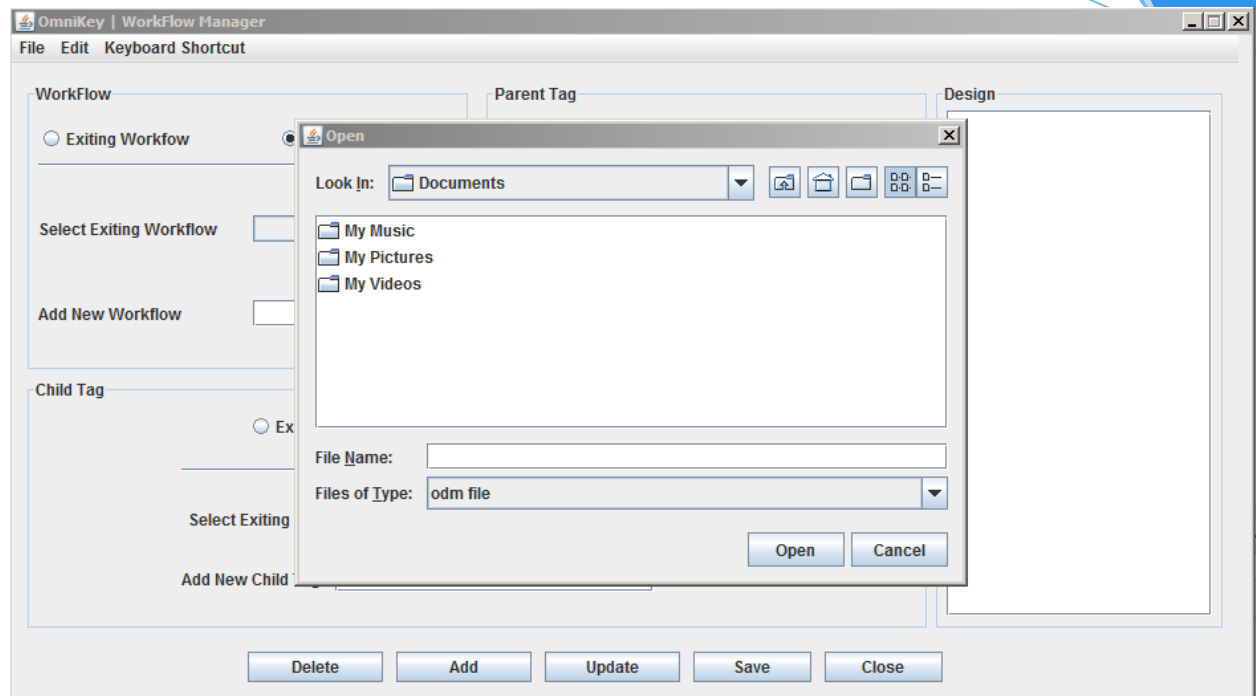 OmniKey | WorkFlow Manager
File Edit Keyboard Shortcut
WorkFlow
Parent Tag
Design
Exiting Workfow
Select Exiting Workflow
Add New Workflow
Open
Look In: Documents
My Music
My Pictures
My Videos
File Name:
Files of Type: odm file
Open Cancel
Child Tag
Select Exiting
Add New Child
Delete Add Update Save Close